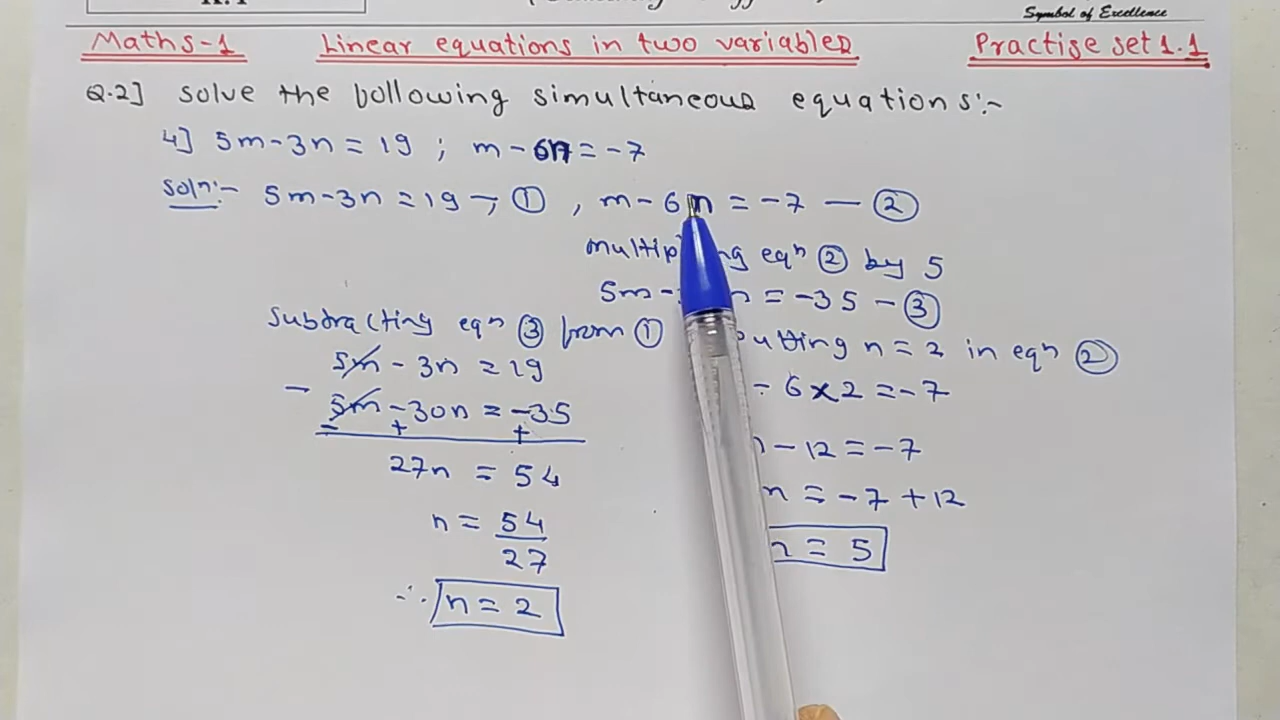 Symbol of Excellence
Maths-1 Linear equations in two variables Practise set 1.1
Q.2] solve the following simultaneous equations:-
4] 5m-3n = 19 ; m - 6n = -7
Solⁿ:- 5m-3n = 19 —, ① , m - 6n = -7 — ②
multip ng eqⁿ ② by 5
5m- n = -35 - ③
Subtracting eqⁿ ③ from ①
5m - 3n = 19
- 5m - 30n = -35
- + +
27n = 54
n = 54
27
∴ n = 2
utting n = 2 in eqⁿ ②
- 6×2 = -7
- 12 = -7
= -7 + 12
= 5